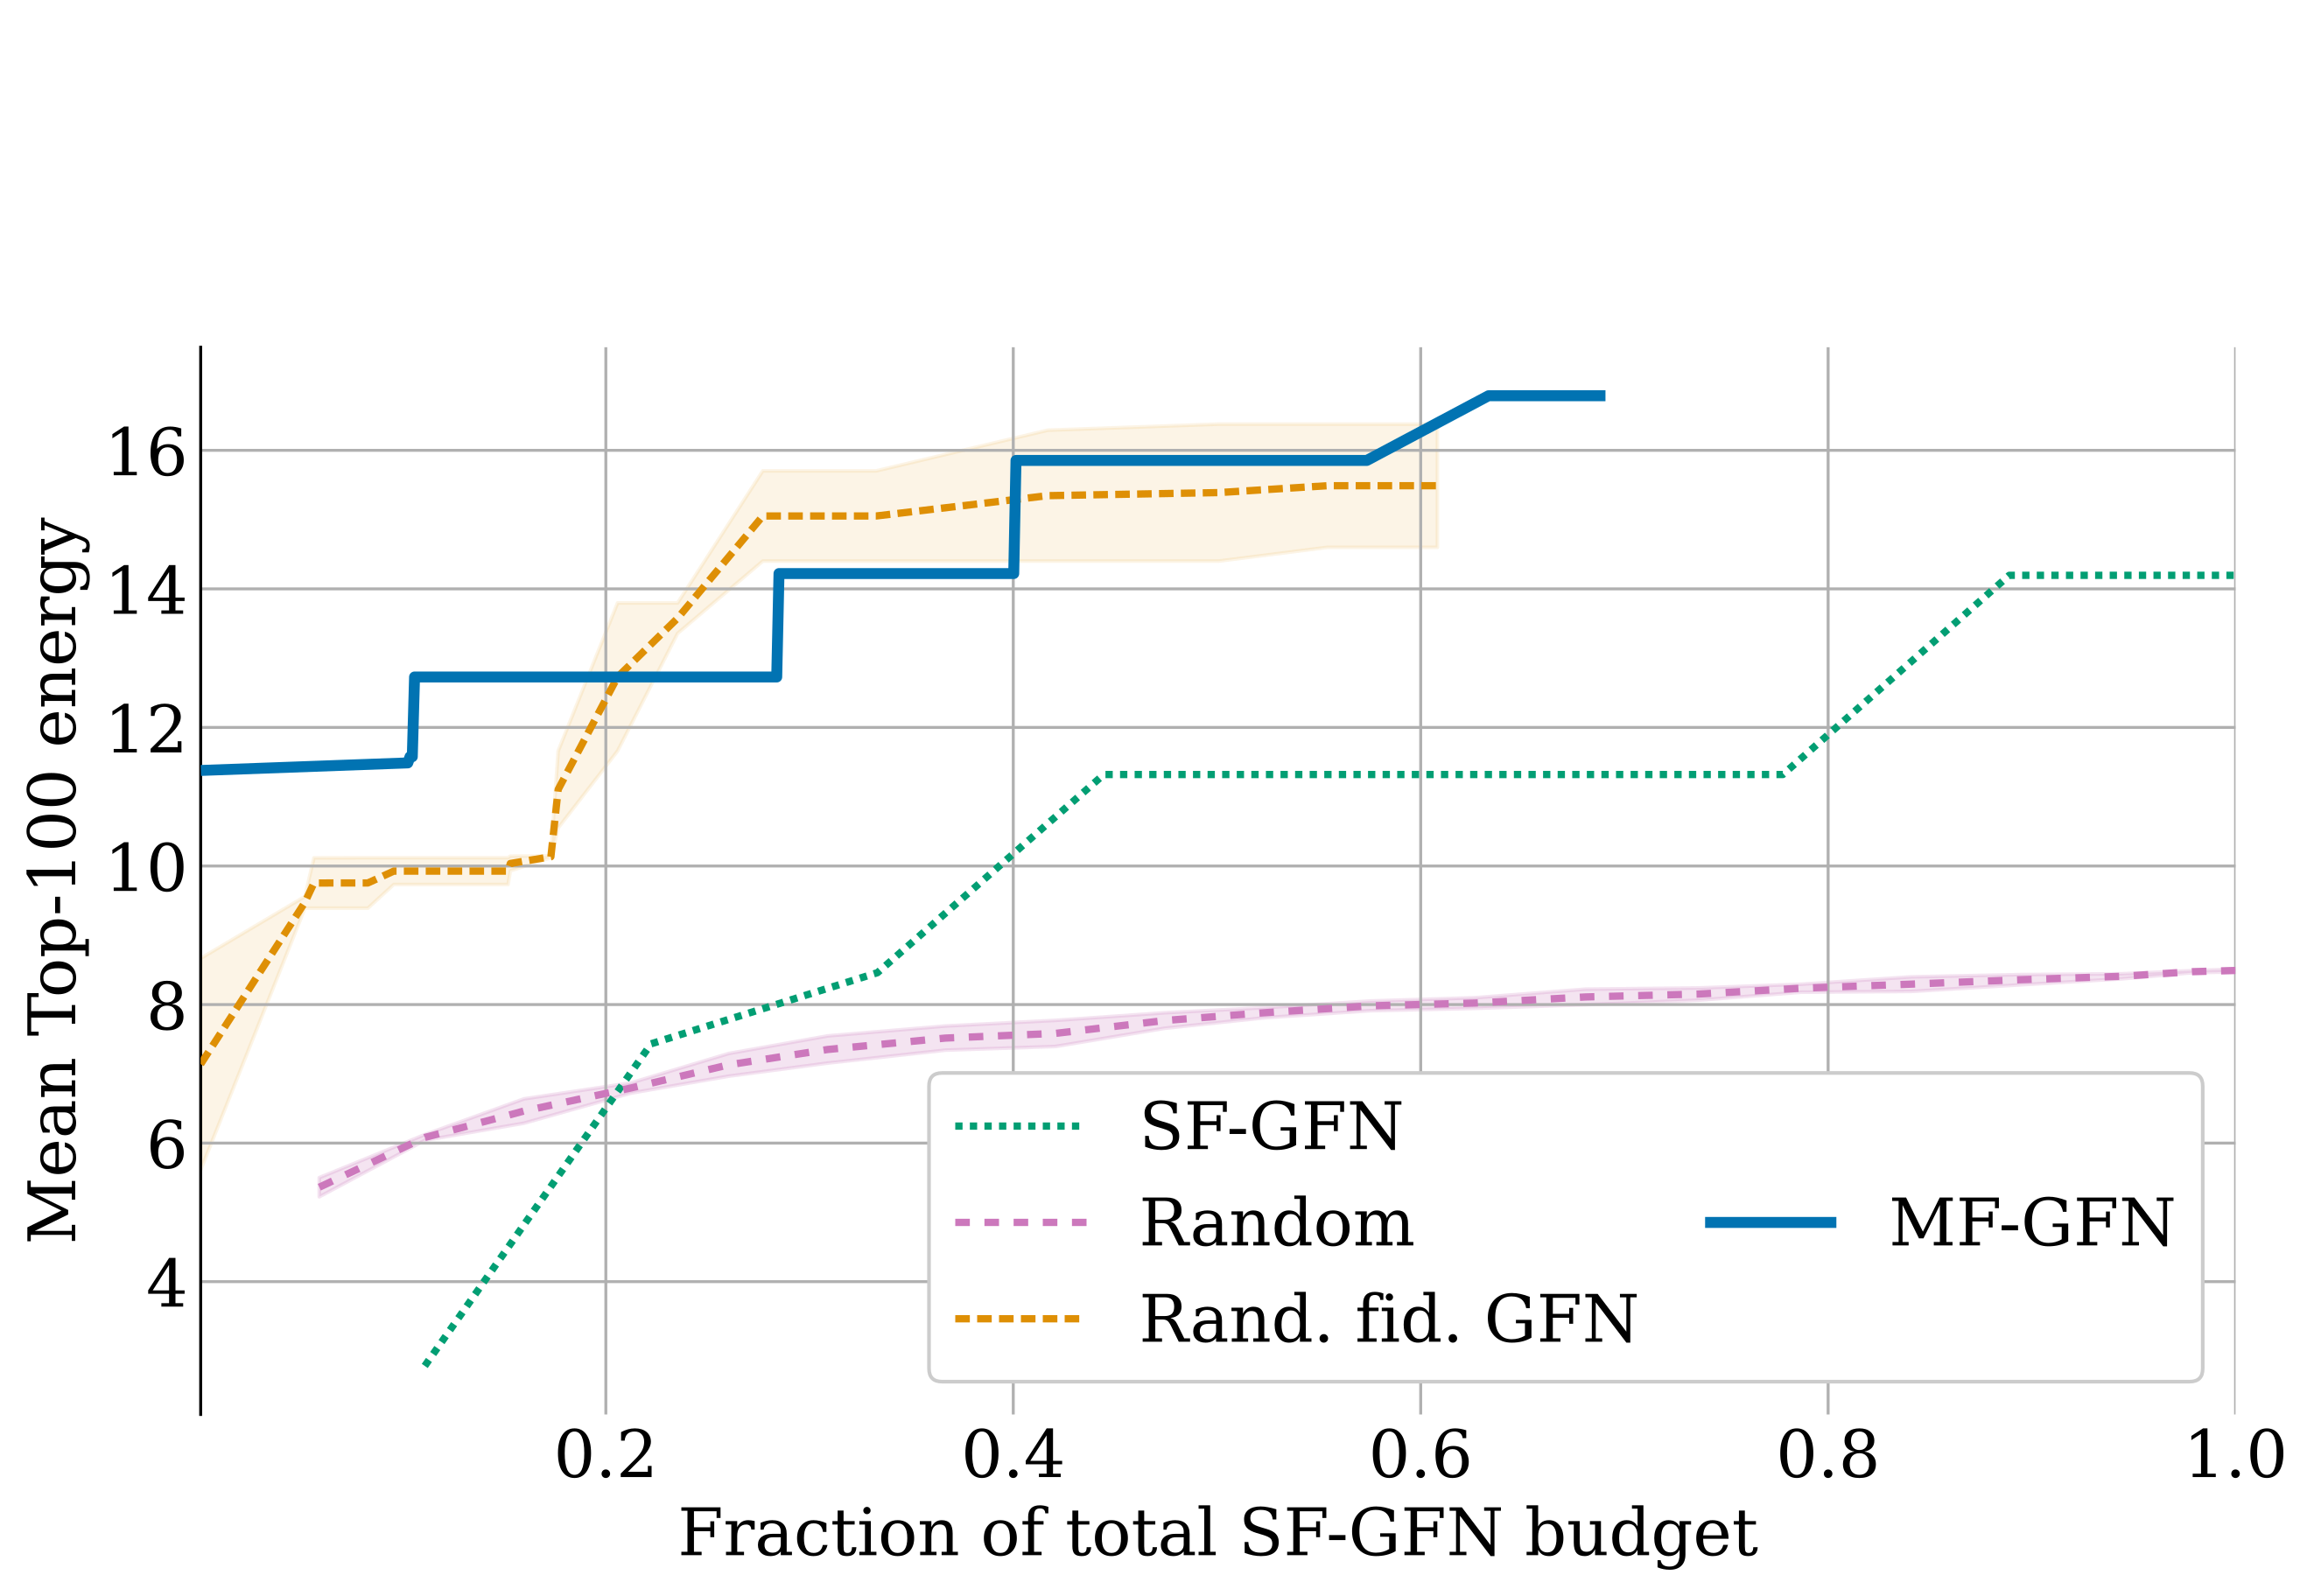 Mean Top-100 energy
16
14
12
10
8
6
4
SF-GFN
Random
Rand. fid. GFN
MF-GFN
0.2
0.4
0.6
0.8
1.0
Fraction of total SF-GFN budget